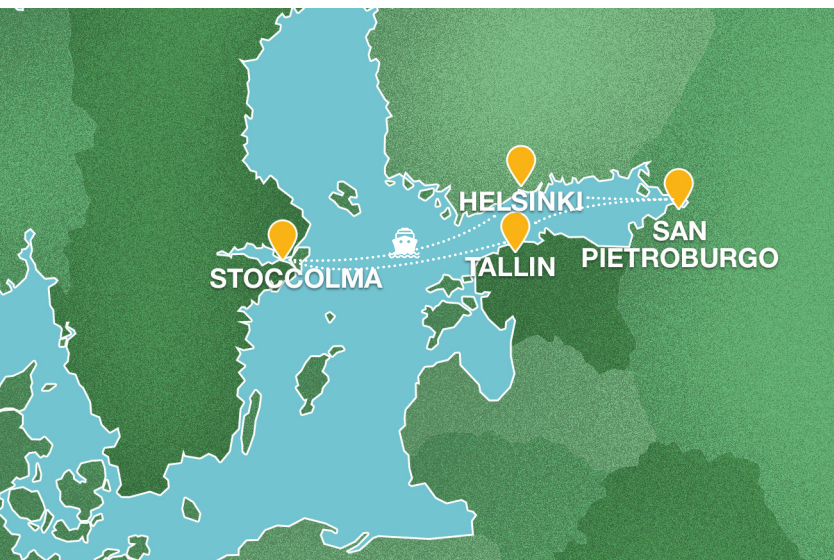 HELSINKI
SAN
PIETROBURGO
TALLIN
STOCCOLMA